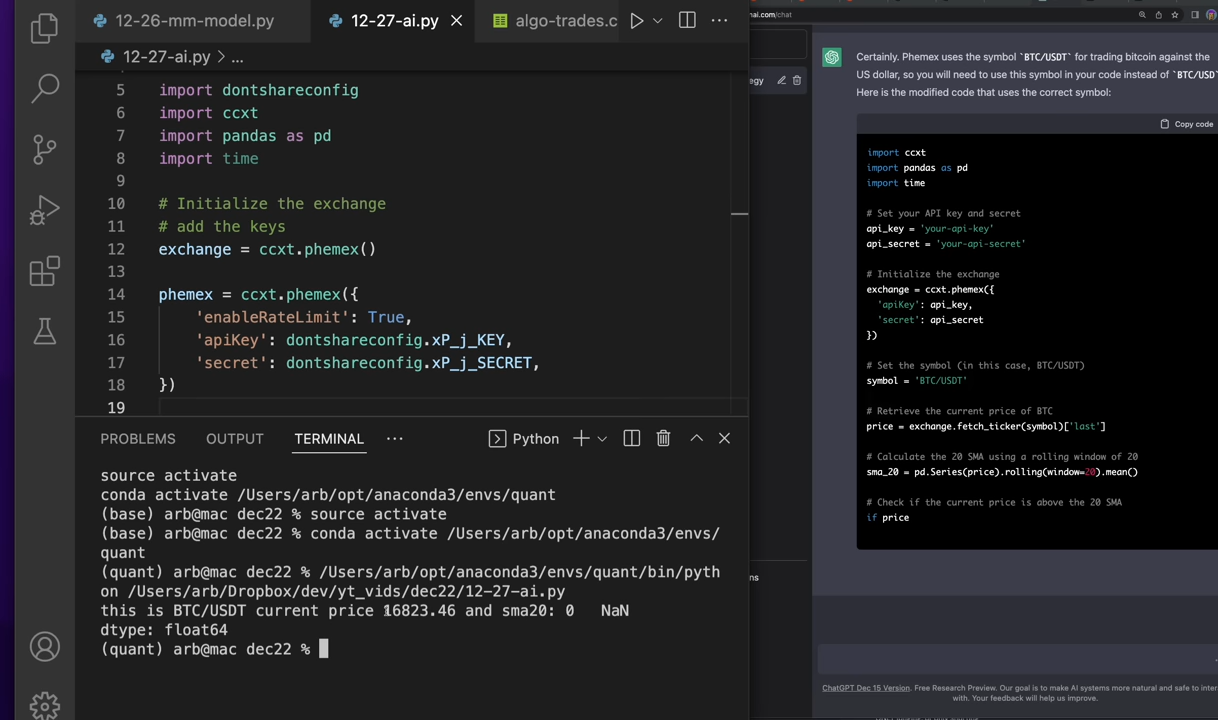 12-26-mm-model.py
12-27-ai.py
algo-trades.c
12-27-ai.py > ...
5 import dontshareconfig
6 import ccxt
7 import pandas as pd
8 import time
9
10 # Initialize the exchange
11 # add the keys
12 exchange = ccxt.phemex()
13
14 phemex = ccxt.phemex({
15 'enableRateLimit': True,
16 'apiKey': dontshareconfig.xP_j_KEY,
17 'secret': dontshareconfig.xP_j_SECRET,
18 })
19
PROBLEMS OUTPUT TERMINAL ... Python
source activate
conda activate /Users/arb/opt/anaconda3/envs/quant
(base) arb@mac dec22 % source activate
(base) arb@mac dec22 % conda activate /Users/arb/opt/anaconda3/envs/
quant
(quant) arb@mac dec22 % /Users/arb/opt/anaconda3/envs/quant/bin/pyth
on /Users/arb/Dropbox/dev/yt_vids/dec22/12-27-ai.py
this is BTC/USDT current price 16823.46 and sma20: 0 NaN
dtype: float64
(quant) arb@mac dec22 %
nai.com/chat
egy
ns
Certainly. Phemex uses the symbol `BTC/USDT` for trading bitcoin against the
US dollar, so you will need to use this symbol in your code instead of `BTC/USD`
Here is the modified code that uses the correct symbol:
Copy code
import ccxt
import pandas as pd
import time
# Set your API key and secret
api_key = 'your-api-key'
api_secret = 'your-api-secret'
# Initialize the exchange
exchange = ccxt.phemex({
'apiKey': api_key,
'secret': api_secret
})
# Set the symbol (in this case, BTC/USDT)
symbol = 'BTC/USDT'
# Retrieve the current price of BTC
price = exchange.fetch_ticker(symbol)['last']
# Calculate the 20 SMA using a rolling window of 20
sma_20 = pd.Series(price).rolling(window=20).mean()
# Check if the current price is above the 20 SMA
if price
ChatGPT Dec 15 Version. Free Research Preview. Our goal is to make AI systems more natural and safe to inter
with. Your feedback will help us improve.